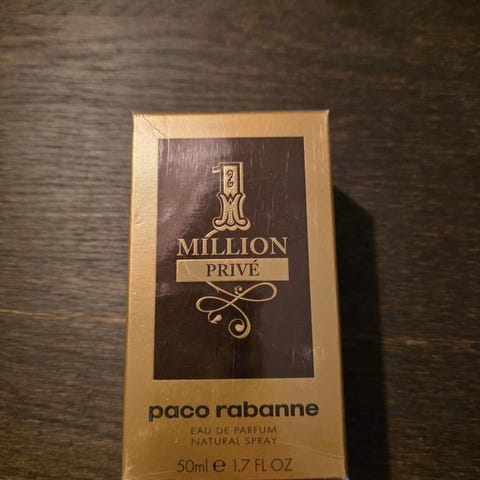 1
MILLION
PRIVÉ
paco rabanne
EAU DE PARFUM
NATURAL SPRAY
50ml e 1.7 FL OZ